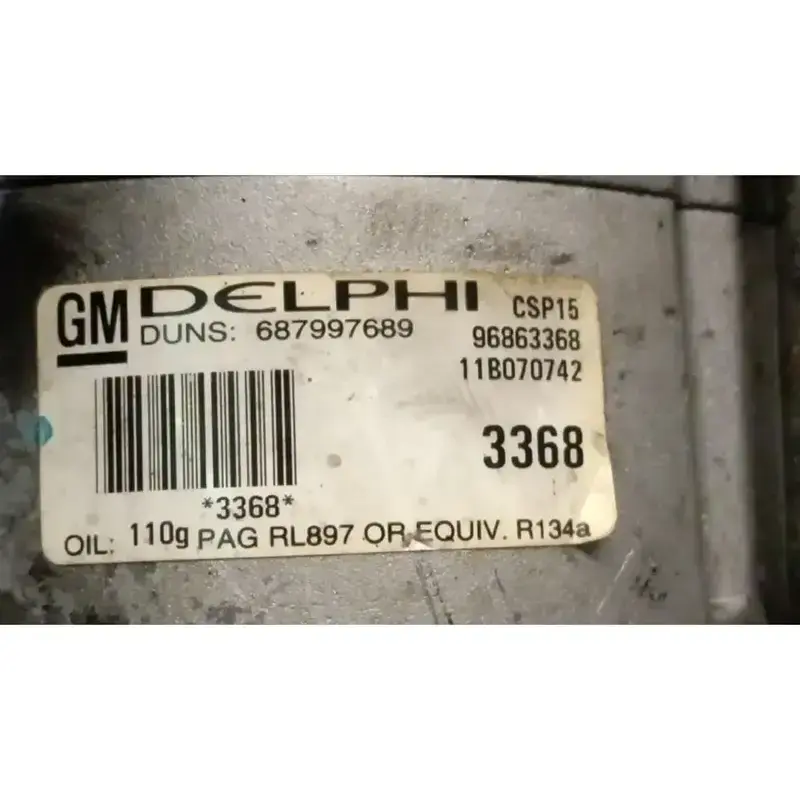 GM DELPHI CSP15
DUNS: 687997689 96863368
11B070742
3368
*3368*
OIL: 110g PAG RL897 OR EQUIV. R134a